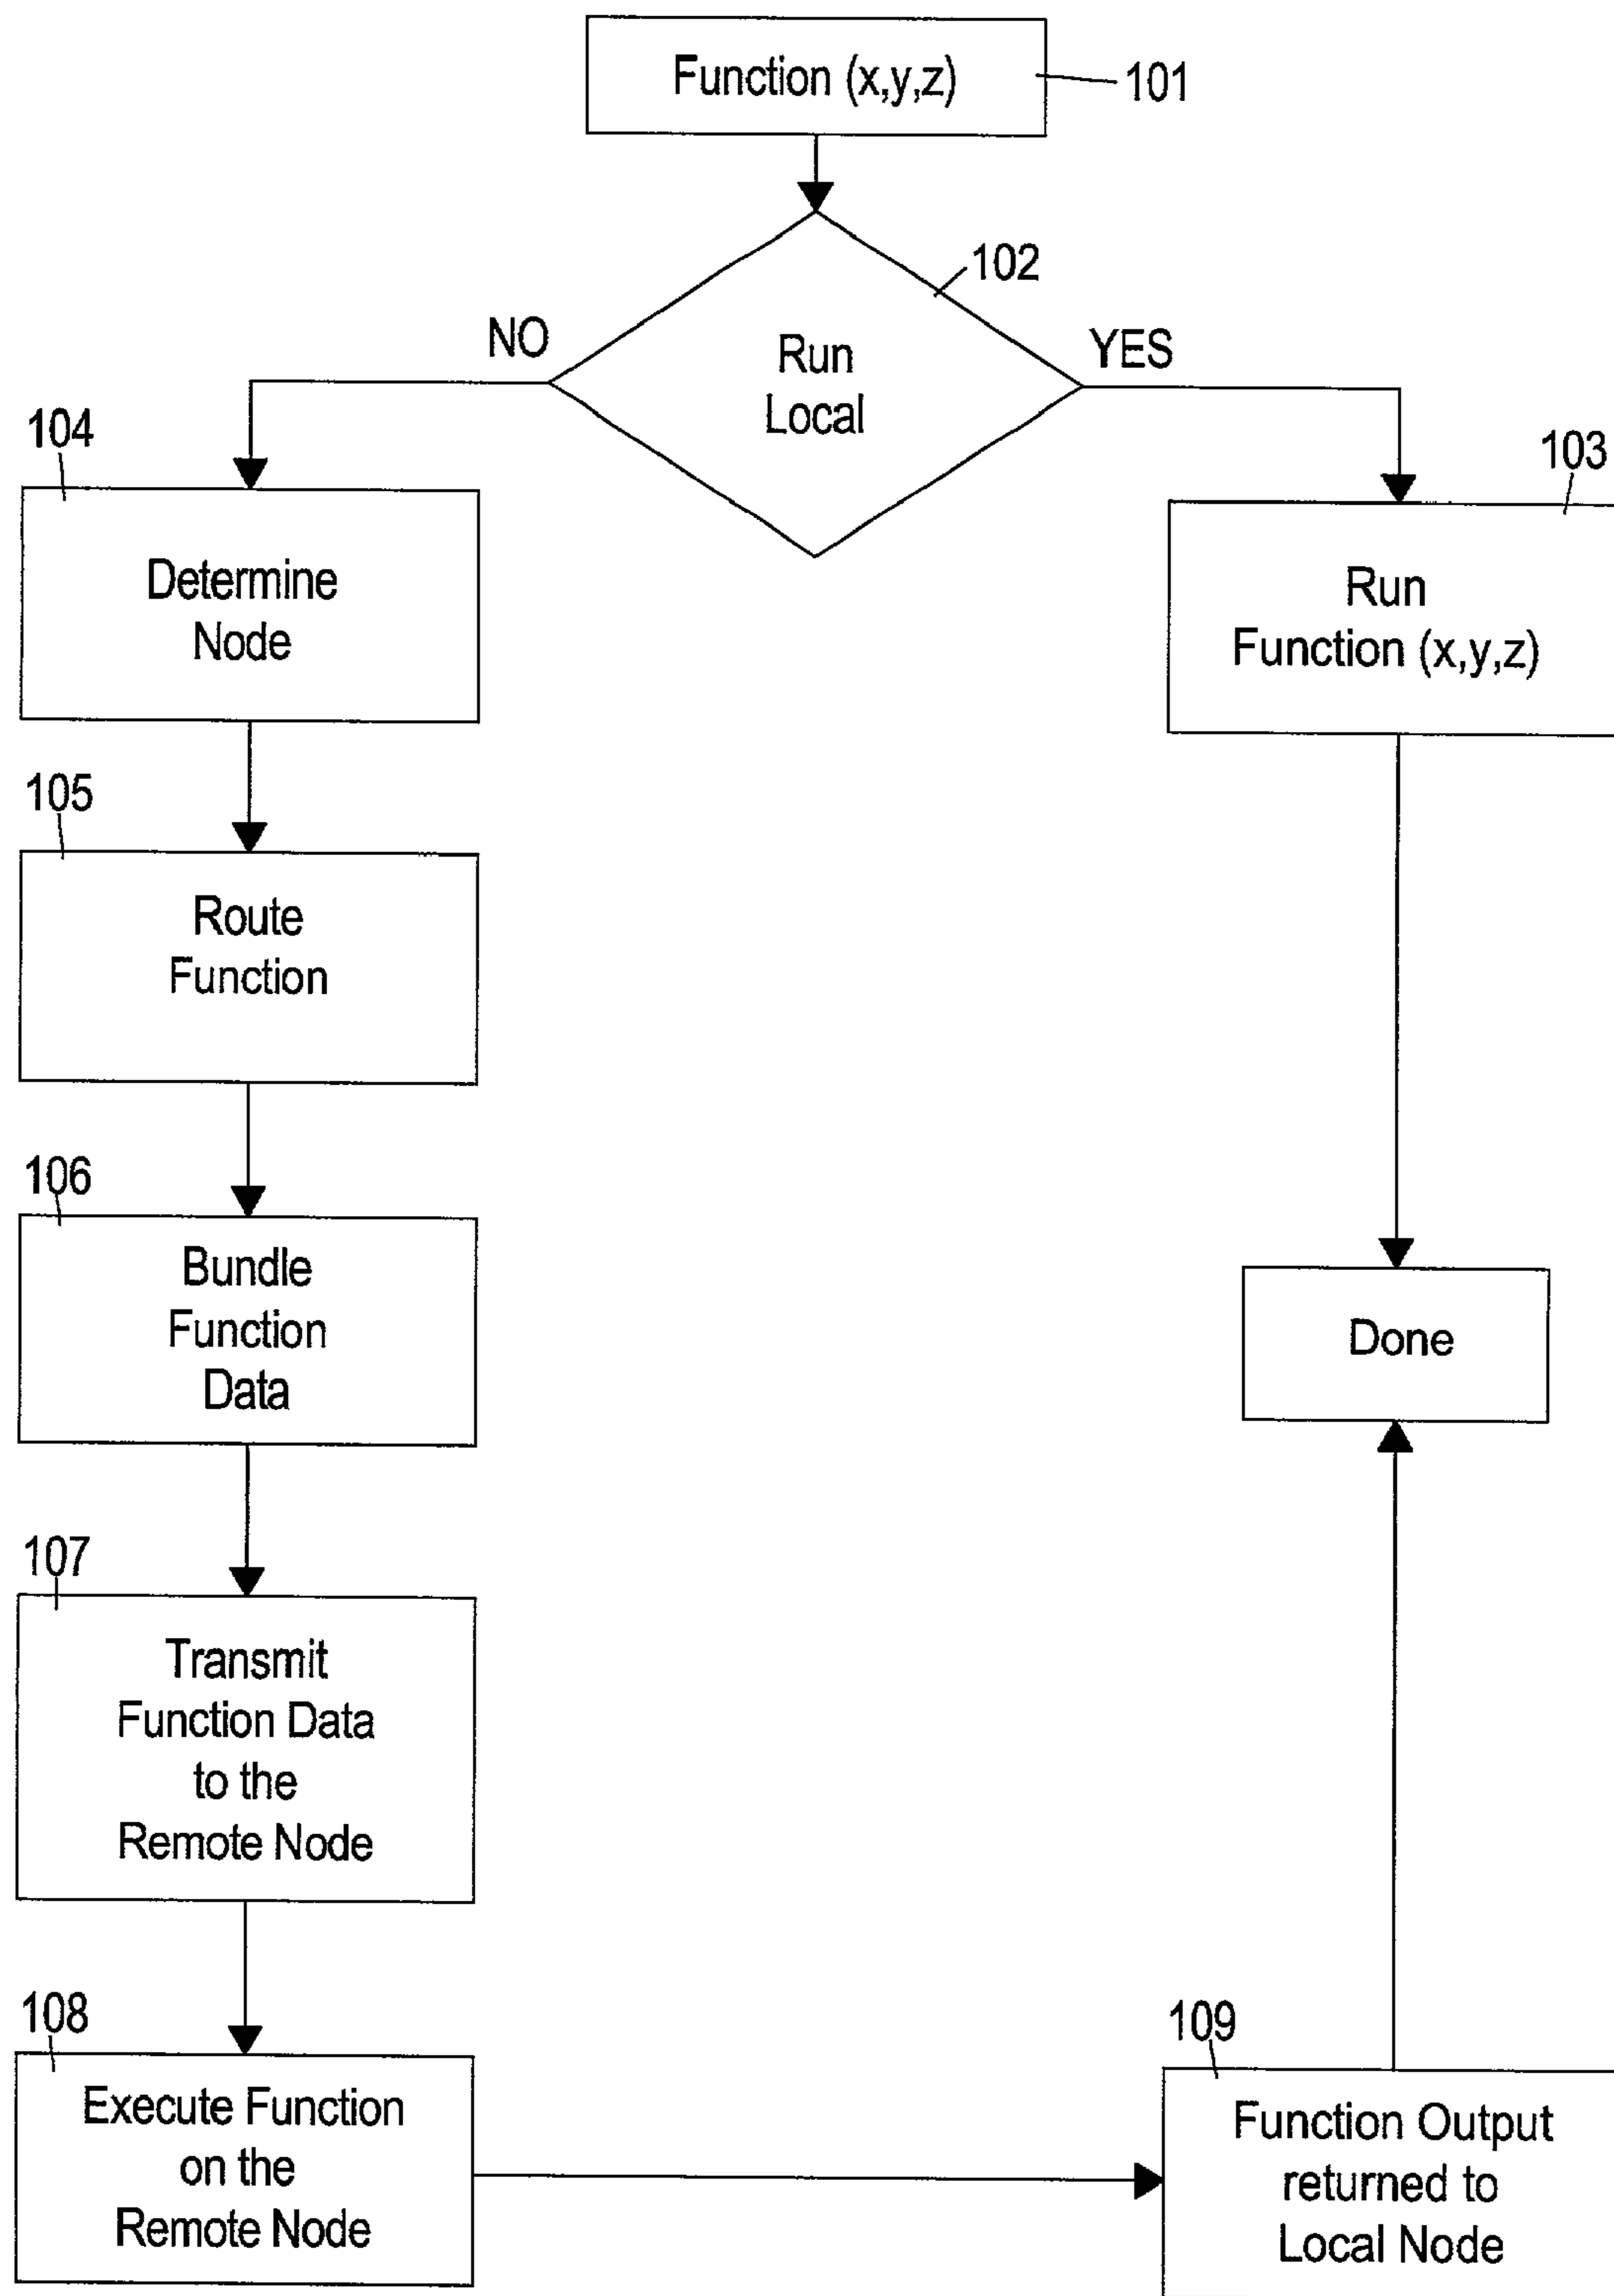 Function (x,y,z)
101
102
NO
Run
Local
YES
104
Determine
Node
103
Run
Function (x,y,z)
105
Route
Function
106
Bundle
Function
Data
Done
107
Transmit
Function Data
to the
Remote Node
108
Execute Function
on the
Remote Node
109
Function Output
returned to
Local Node